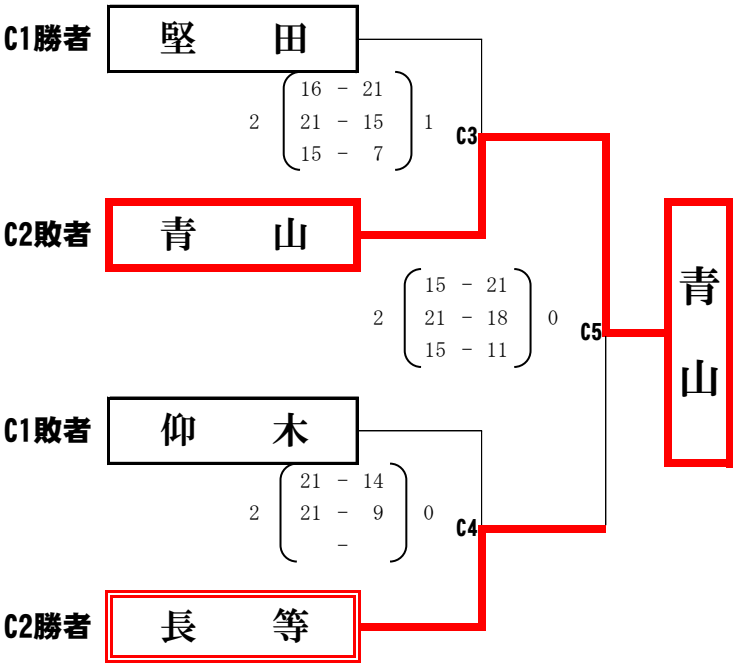 C1勝者 堅田
16 - 21
2 21 - 15 1
15 - 7
C3
C2敗者 青山
青山
15 - 21
2 21 - 18 0
15 - 11
C5
C1敗者 仰木
21 - 14
2 21 - 9 0
-
C4
C2勝者 長等